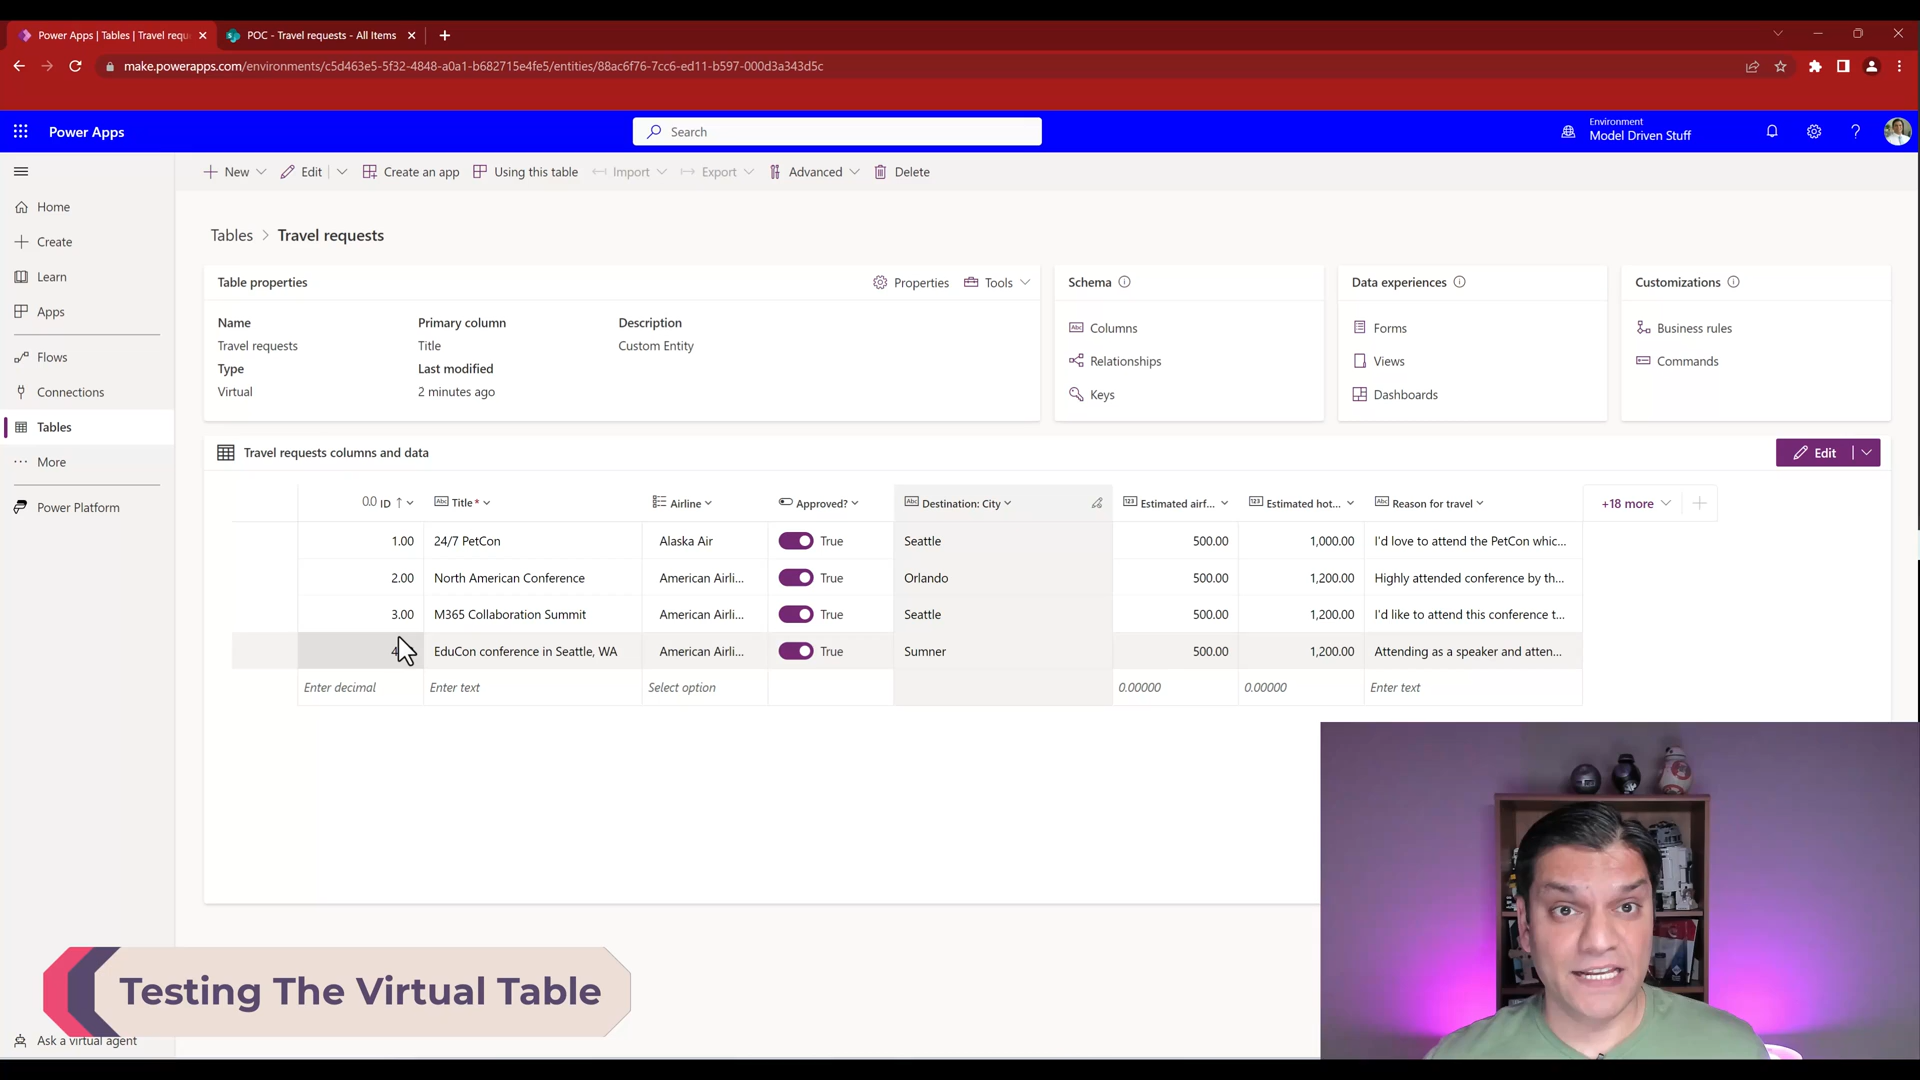 Power Apps | Tables | Travel requ
POC - Travel requests - All Items
make.powerapps.com/environments/c5d463e5-5f32-4848-a0a1-b682715e4fe5/entities/88ac6f76-7cc6-ed11-b597-000d3a343d5c
Power Apps
Search
Environment
Model Driven Stuff
New
Edit
Create an app
Using this table
Import
Export
Advanced
Delete
Home
Create
Learn
Apps
Flows
Connections
Tables
More
Power Platform
Ask a virtual agent
Tables > Travel requests
Table properties
Properties
Tools
Name
Primary column
Description
Travel requests
Title
Custom Entity
Type
Last modified
Virtual
2 minutes ago
Schema
Columns
Relationships
Keys
Data experiences
Forms
Views
Dashboards
Customizations
Business rules
Commands
Travel requests columns and data
Edit
ID Title * Airline Approved? Destination: City Estimated airf... Estimated hot... Reason for travel +18 more
1.00 24/7 PetCon Alaska Air True Seattle 500.00 1,000.00 I'd love to attend the PetCon whic...
2.00 North American Conference American Airli... True Orlando 500.00 1,200.00 Highly attended conference by th...
3.00 M365 Collaboration Summit American Airli... True Seattle 500.00 1,200.00 I'd like to attend this conference t...
EduCon conference in Seattle, WA American Airli... True Sumner 500.00 1,200.00 Attending as a speaker and atten...
Enter decimal Enter text Select option 0.00000 0.00000 Enter text
Testing The Virtual Table